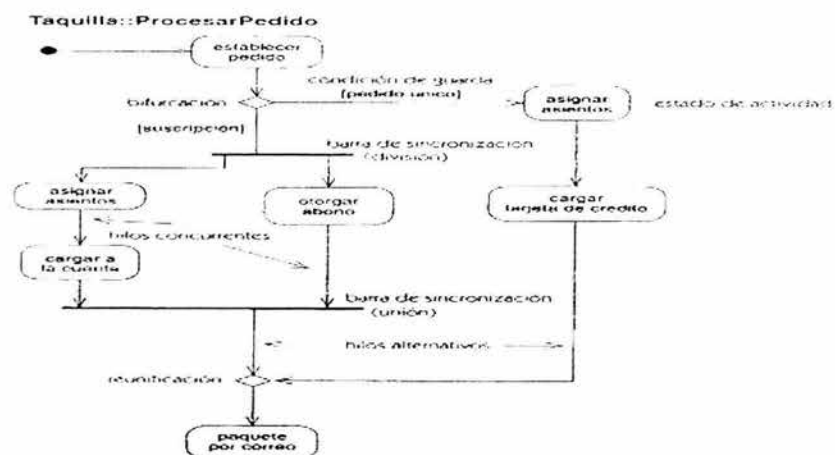 Taquilla::ProcesarPedido
establecer
pedido
condición de guarda
[pedido único]
bifurcación
asignar
asientos
estado de actividad
[suscripción]
barra de sincronización
(división)
asignar
asientos
otorgar
abono
cargar
tarjeta de credito
hilos concurrentes
cargar a
la cuenta
barra de sincronización
(unión)
hilos alternativos
reunificación
paquete
por correo